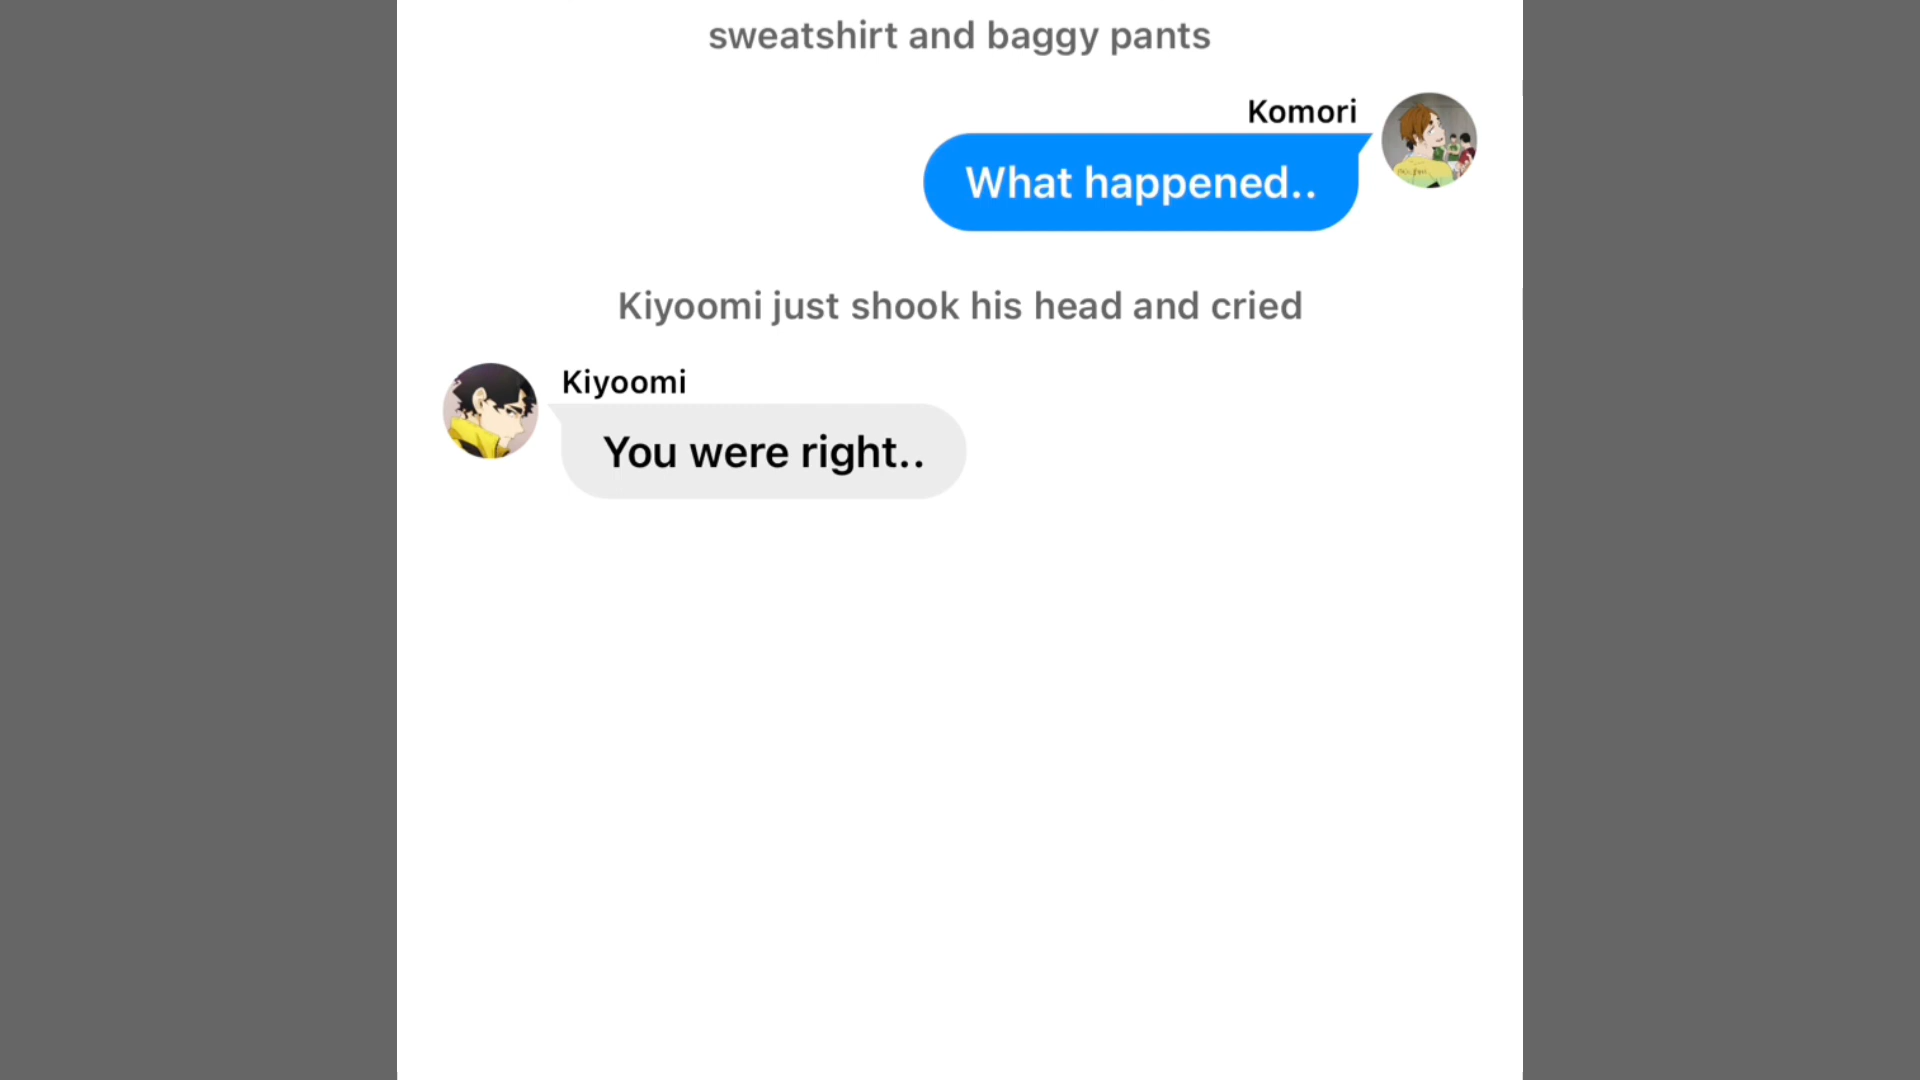 sweatshirt and baggy pants
Komori
What happened..
Kiyoomi just shook his head and cried
Kiyoomi
You were right..